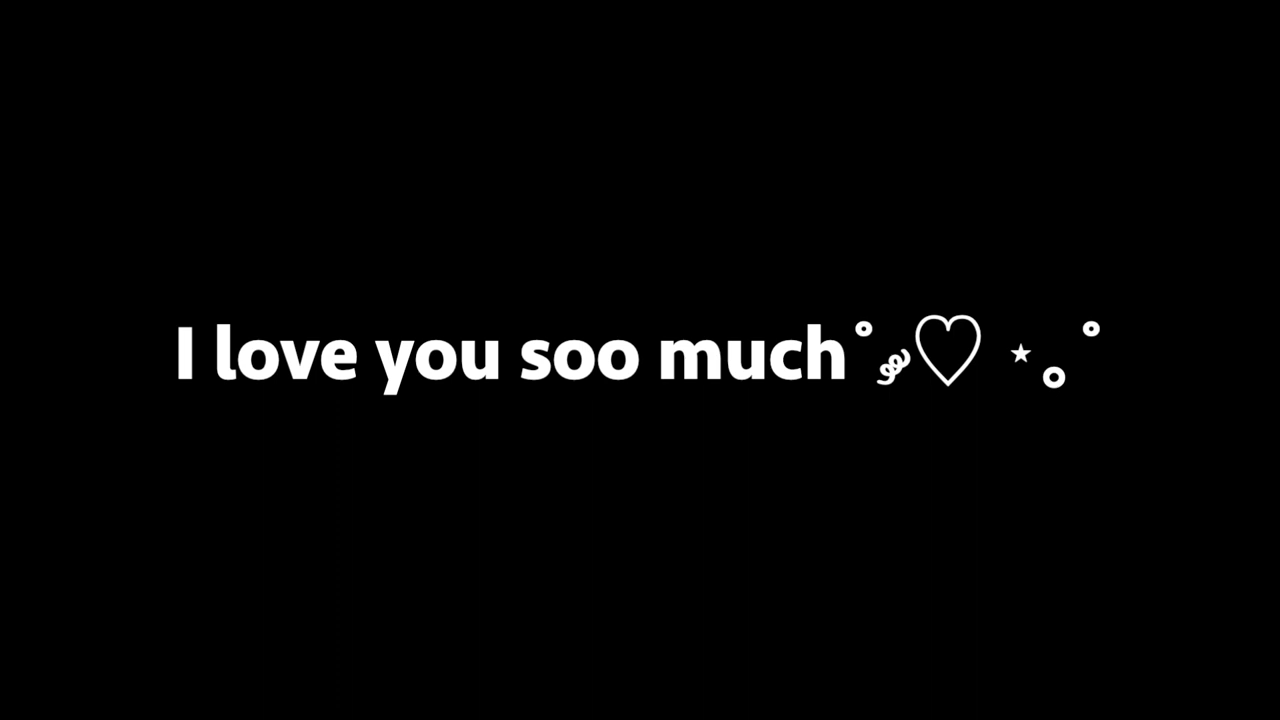 I love you soo much˚ ༘♡ ⋆｡˚